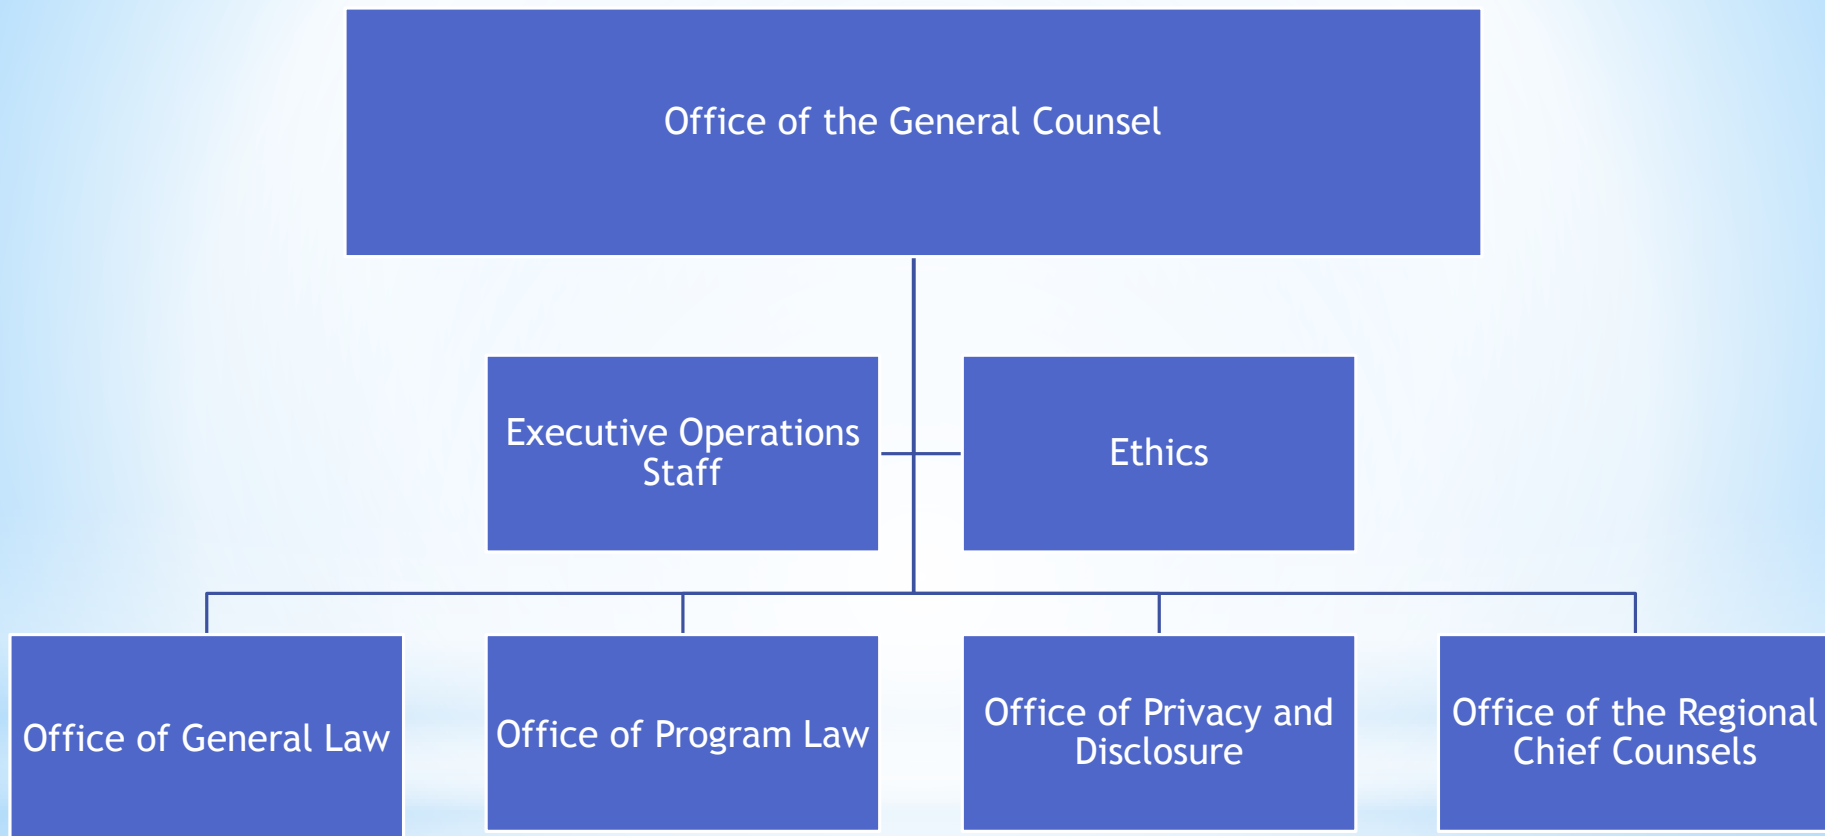 Office of the General Counsel
Executive Operations
Staff
Ethics
Office of General Law
Office of Program Law
Office of Privacy and
Disclosure
Office of the Regional
Chief Counsels